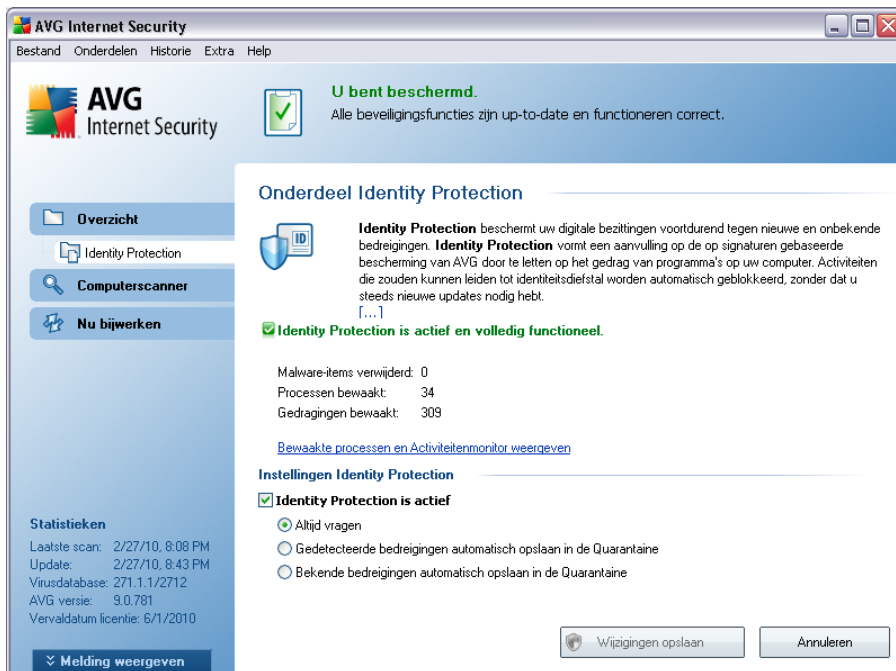 AVG Internet Security
Bestand Onderdelen Historie Extra Help
AVG
Internet Security
U bent beschermd.
Alle beveiligingsfuncties zijn up-to-date en functioneren correct.
Overzicht
Identity Protection
Computerscanner
Nu bijwerken
Onderdeel Identity Protection
ID
Identity Protection beschermt uw digitale bezittingen voortdurend tegen nieuwe en onbekende
bedreigingen. Identity Protection vormt een aanvulling op de op signaturen gebaseerde
bescherming van AVG door te letten op het gedrag van programma's op uw computer. Activiteiten
die zouden kunnen leiden tot identiteitsdiefstal worden automatisch geblokkeerd, zonder dat u
steeds nieuwe updates nodig hebt.
[...]
Identity Protection is actief en volledig functioneel.
Malware-items verwijderd: 0
Processen bewaakt: 34
Gedragingen bewaakt: 309
Bewaakte processen en Activiteitenmonitor weergeven
Instellingen Identity Protection
Identity Protection is actief
Altijd vragen
Gedetecteerde bedreigingen automatisch opslaan in de Quarantaine
Bekende bedreigingen automatisch opslaan in de Quarantaine
Statistieken
Laatste scan: 2/27/10, 8:08 PM
Update: 2/27/10, 8:43 PM
Virusdatabase: 271.1.1/2712
AVG versie: 9.0.781
Vervaldatum licentie: 6/1/2010
Melding weergeven
Wijzigingen opslaan
Annuleren